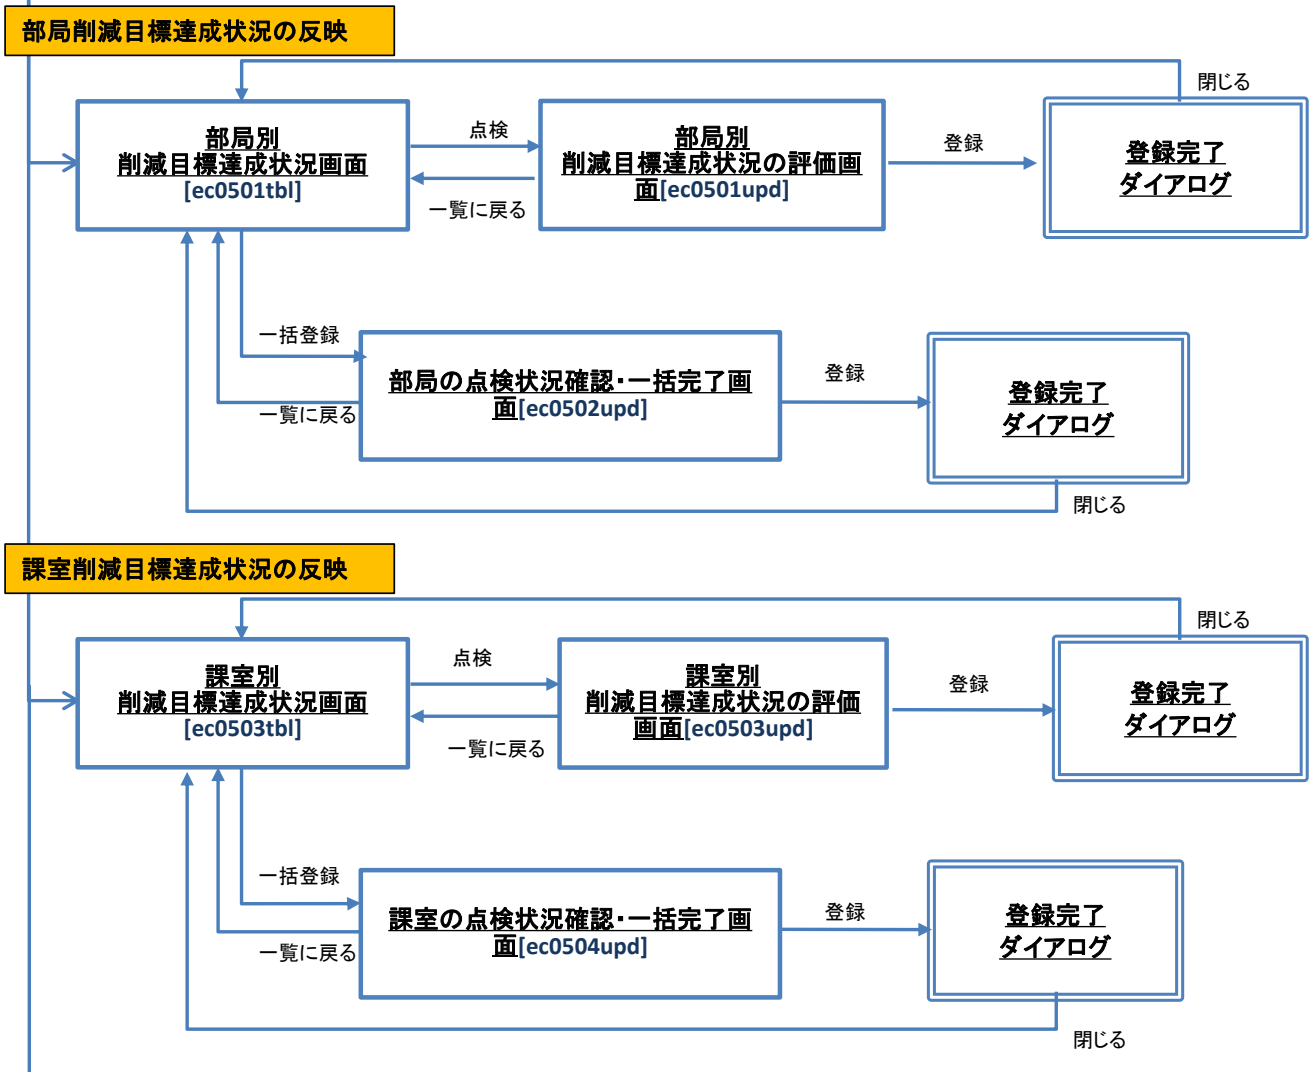 部局削減目標達成状況の反映
閉じる
部局別
削減目標達成状況画面
[ec0501tbl]
点検
一覧に戻る
部局別
削減目標達成状況の評価画
面[ec0501upd]
登録
登録完了
ダイアログ
一括登録
一覧に戻る
部局の点検状況確認・一括完了画
面[ec0502upd]
登録
登録完了
ダイアログ
閉じる
課室削減目標達成状況の反映
閉じる
課室別
削減目標達成状況画面
[ec0503tbl]
点検
一覧に戻る
課室別
削減目標達成状況の評価
画面[ec0503upd]
登録
登録完了
ダイアログ
一括登録
一覧に戻る
課室の点検状況確認・一括完了画
面[ec0504upd]
登録
登録完了
ダイアログ
閉じる